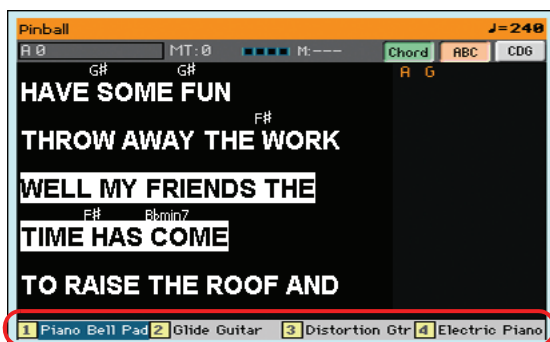 Pinball ♩=240
A 0 MT:0 M:--- Chord ABC CDG
G# G# A G
HAVE SOME FUN
F#
THROW AWAY THE WORK
WELL MY FRIENDS THE
F# Bbmin7
TIME HAS COME
TO RAISE THE ROOF AND
1 Piano Bell Pad 2 Glide Guitar 3 Distortion Gtr 4 Electric Piano